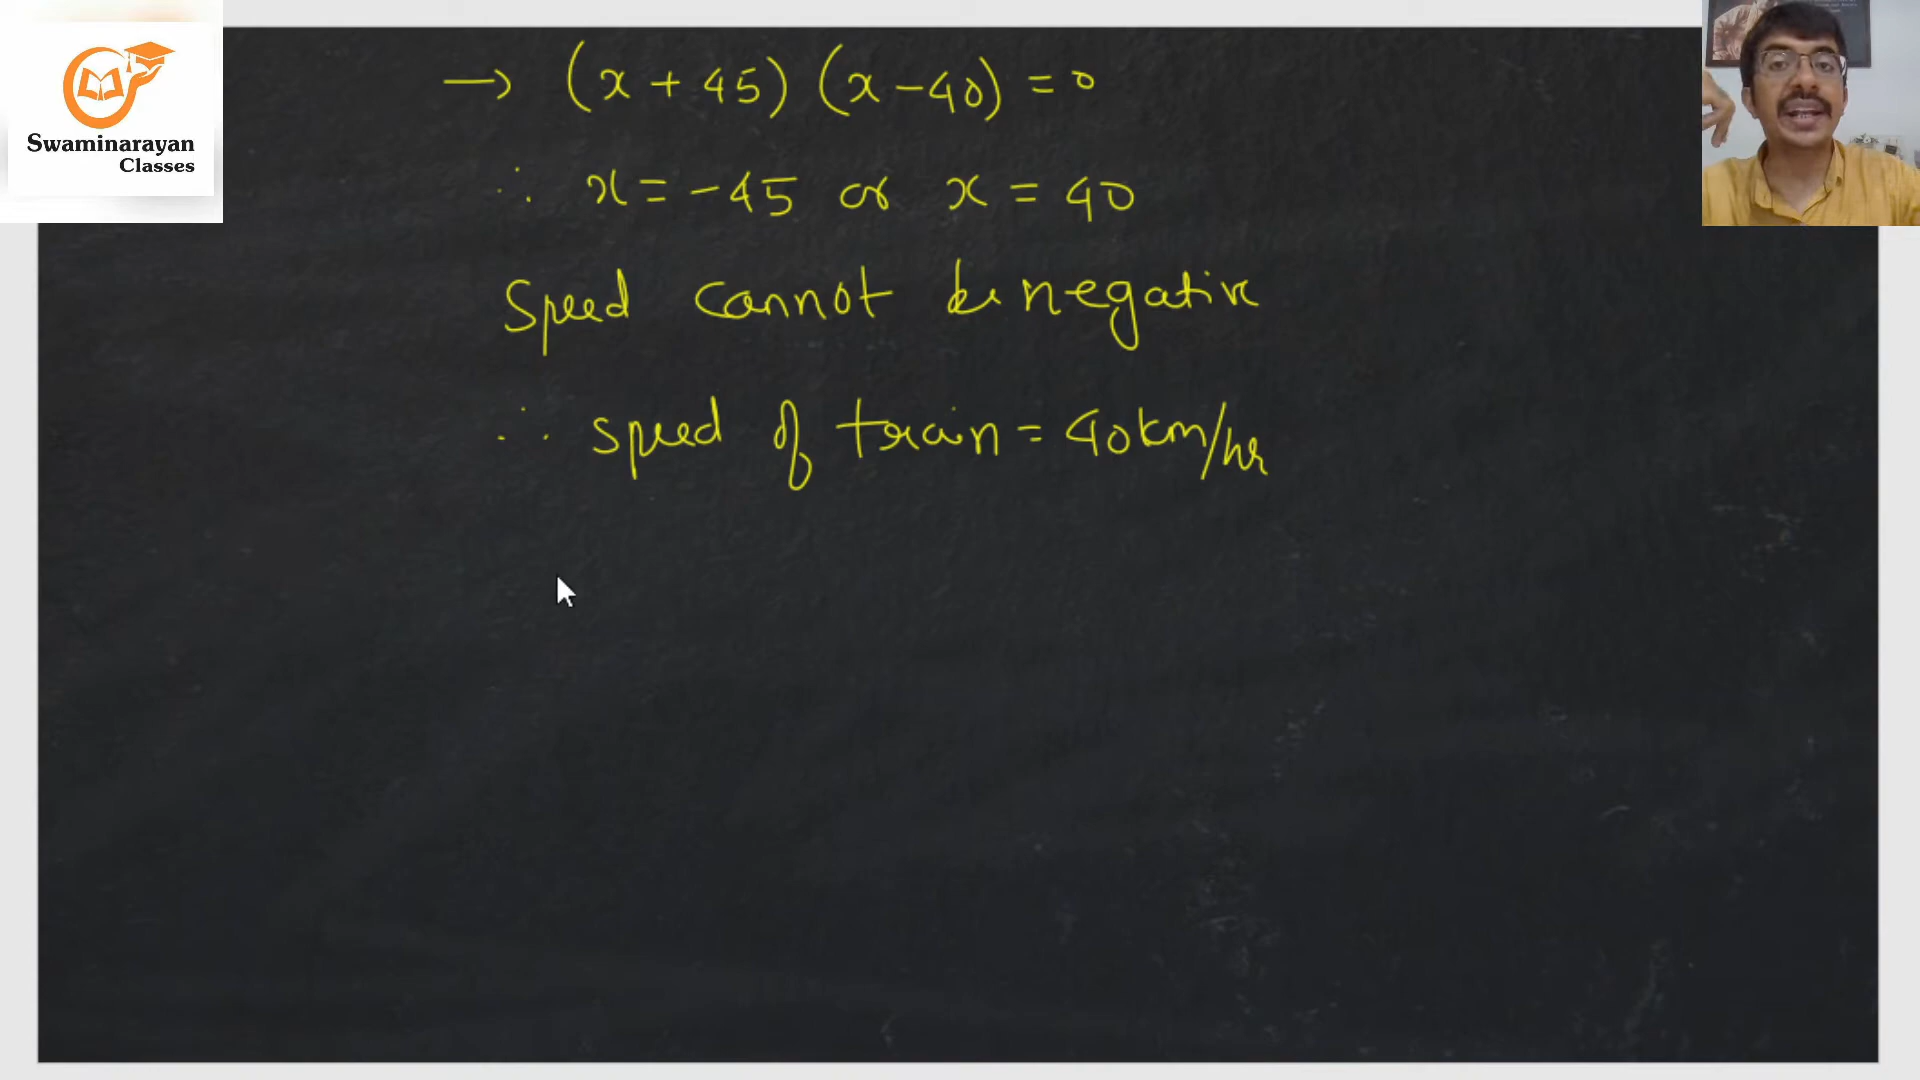 Swaminarayan
Classes
→ (x + 45) (x - 40) = 0
∴ x = -45 or x = 40
Speed cannot be negative
∴ speed of train = 40km/hr